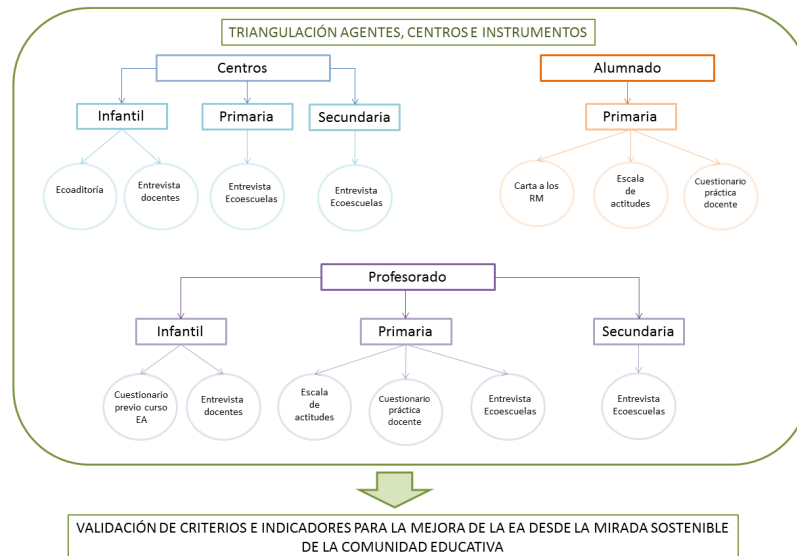 TRIANGULACIÓN AGENTES, CENTROS E INSTRUMENTOS
Centros
Infantil
Primaria
Secundaria
Ecoaditoría
Entrevista
docentes
Entrevista
Ecoescuelas
Entrevista
Ecoescuelas
Alumnado
Primaria
Carta a los
RM
Escala
de
actitudes
Cuestionario
práctica
docente
Profesorado
Infantil
Primaria
Secundaria
Cuestionario
previo curso
EA
Entrevista
docentes
Escala
de
actitudes
Cuestionario
práctica
docente
Entrevista
Ecoescuelas
Entrevista
Ecoescuelas
VALIDACIÓN DE CRITERIOS E INDICADORES PARA LA MEJORA DE LA EA DESDE LA MIRADA SOSTENIBLE
DE LA COMUNIDAD EDUCATIVA